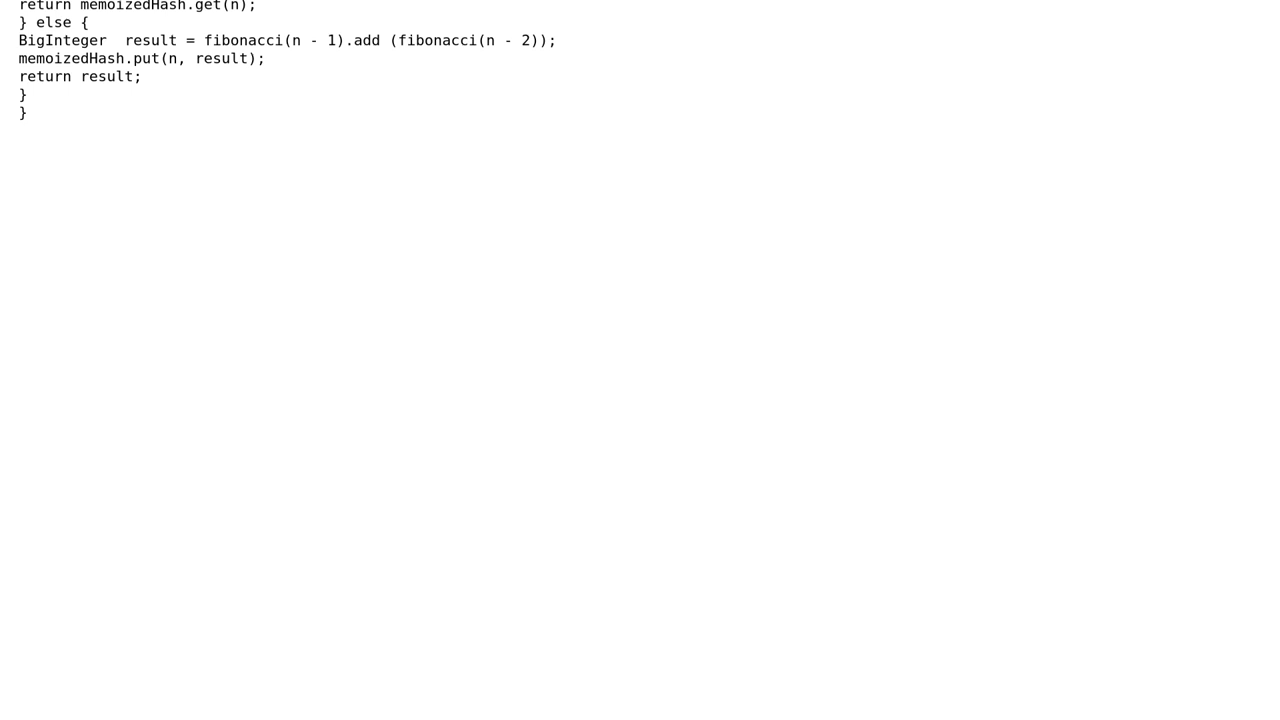 return memoizedHash.get(n);
} else {
BigInteger  result = fibonacci(n - 1).add (fibonacci(n - 2));
memoizedHash.put(n, result);
return result;
}
}